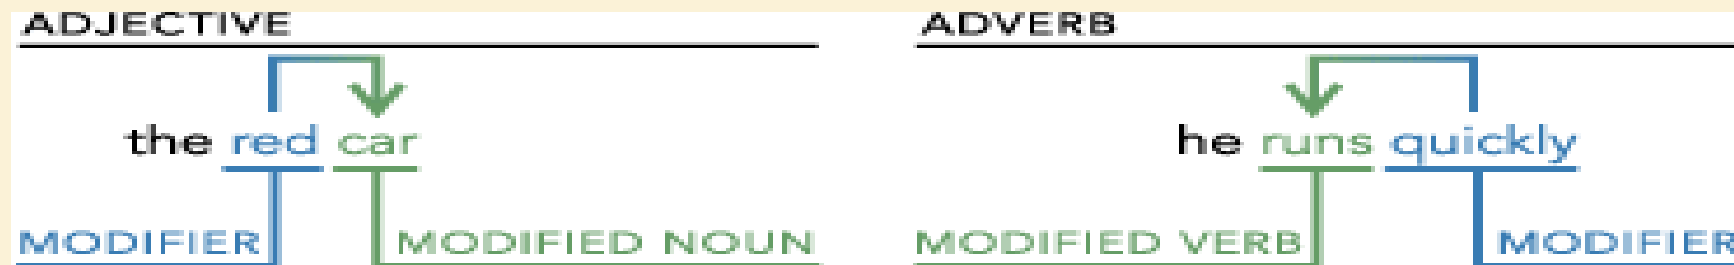 ADJECTIVE
the red car
MODIFIER MODIFIED NOUN
ADVERB
he runs quickly
MODIFIED VERB MODIFIER